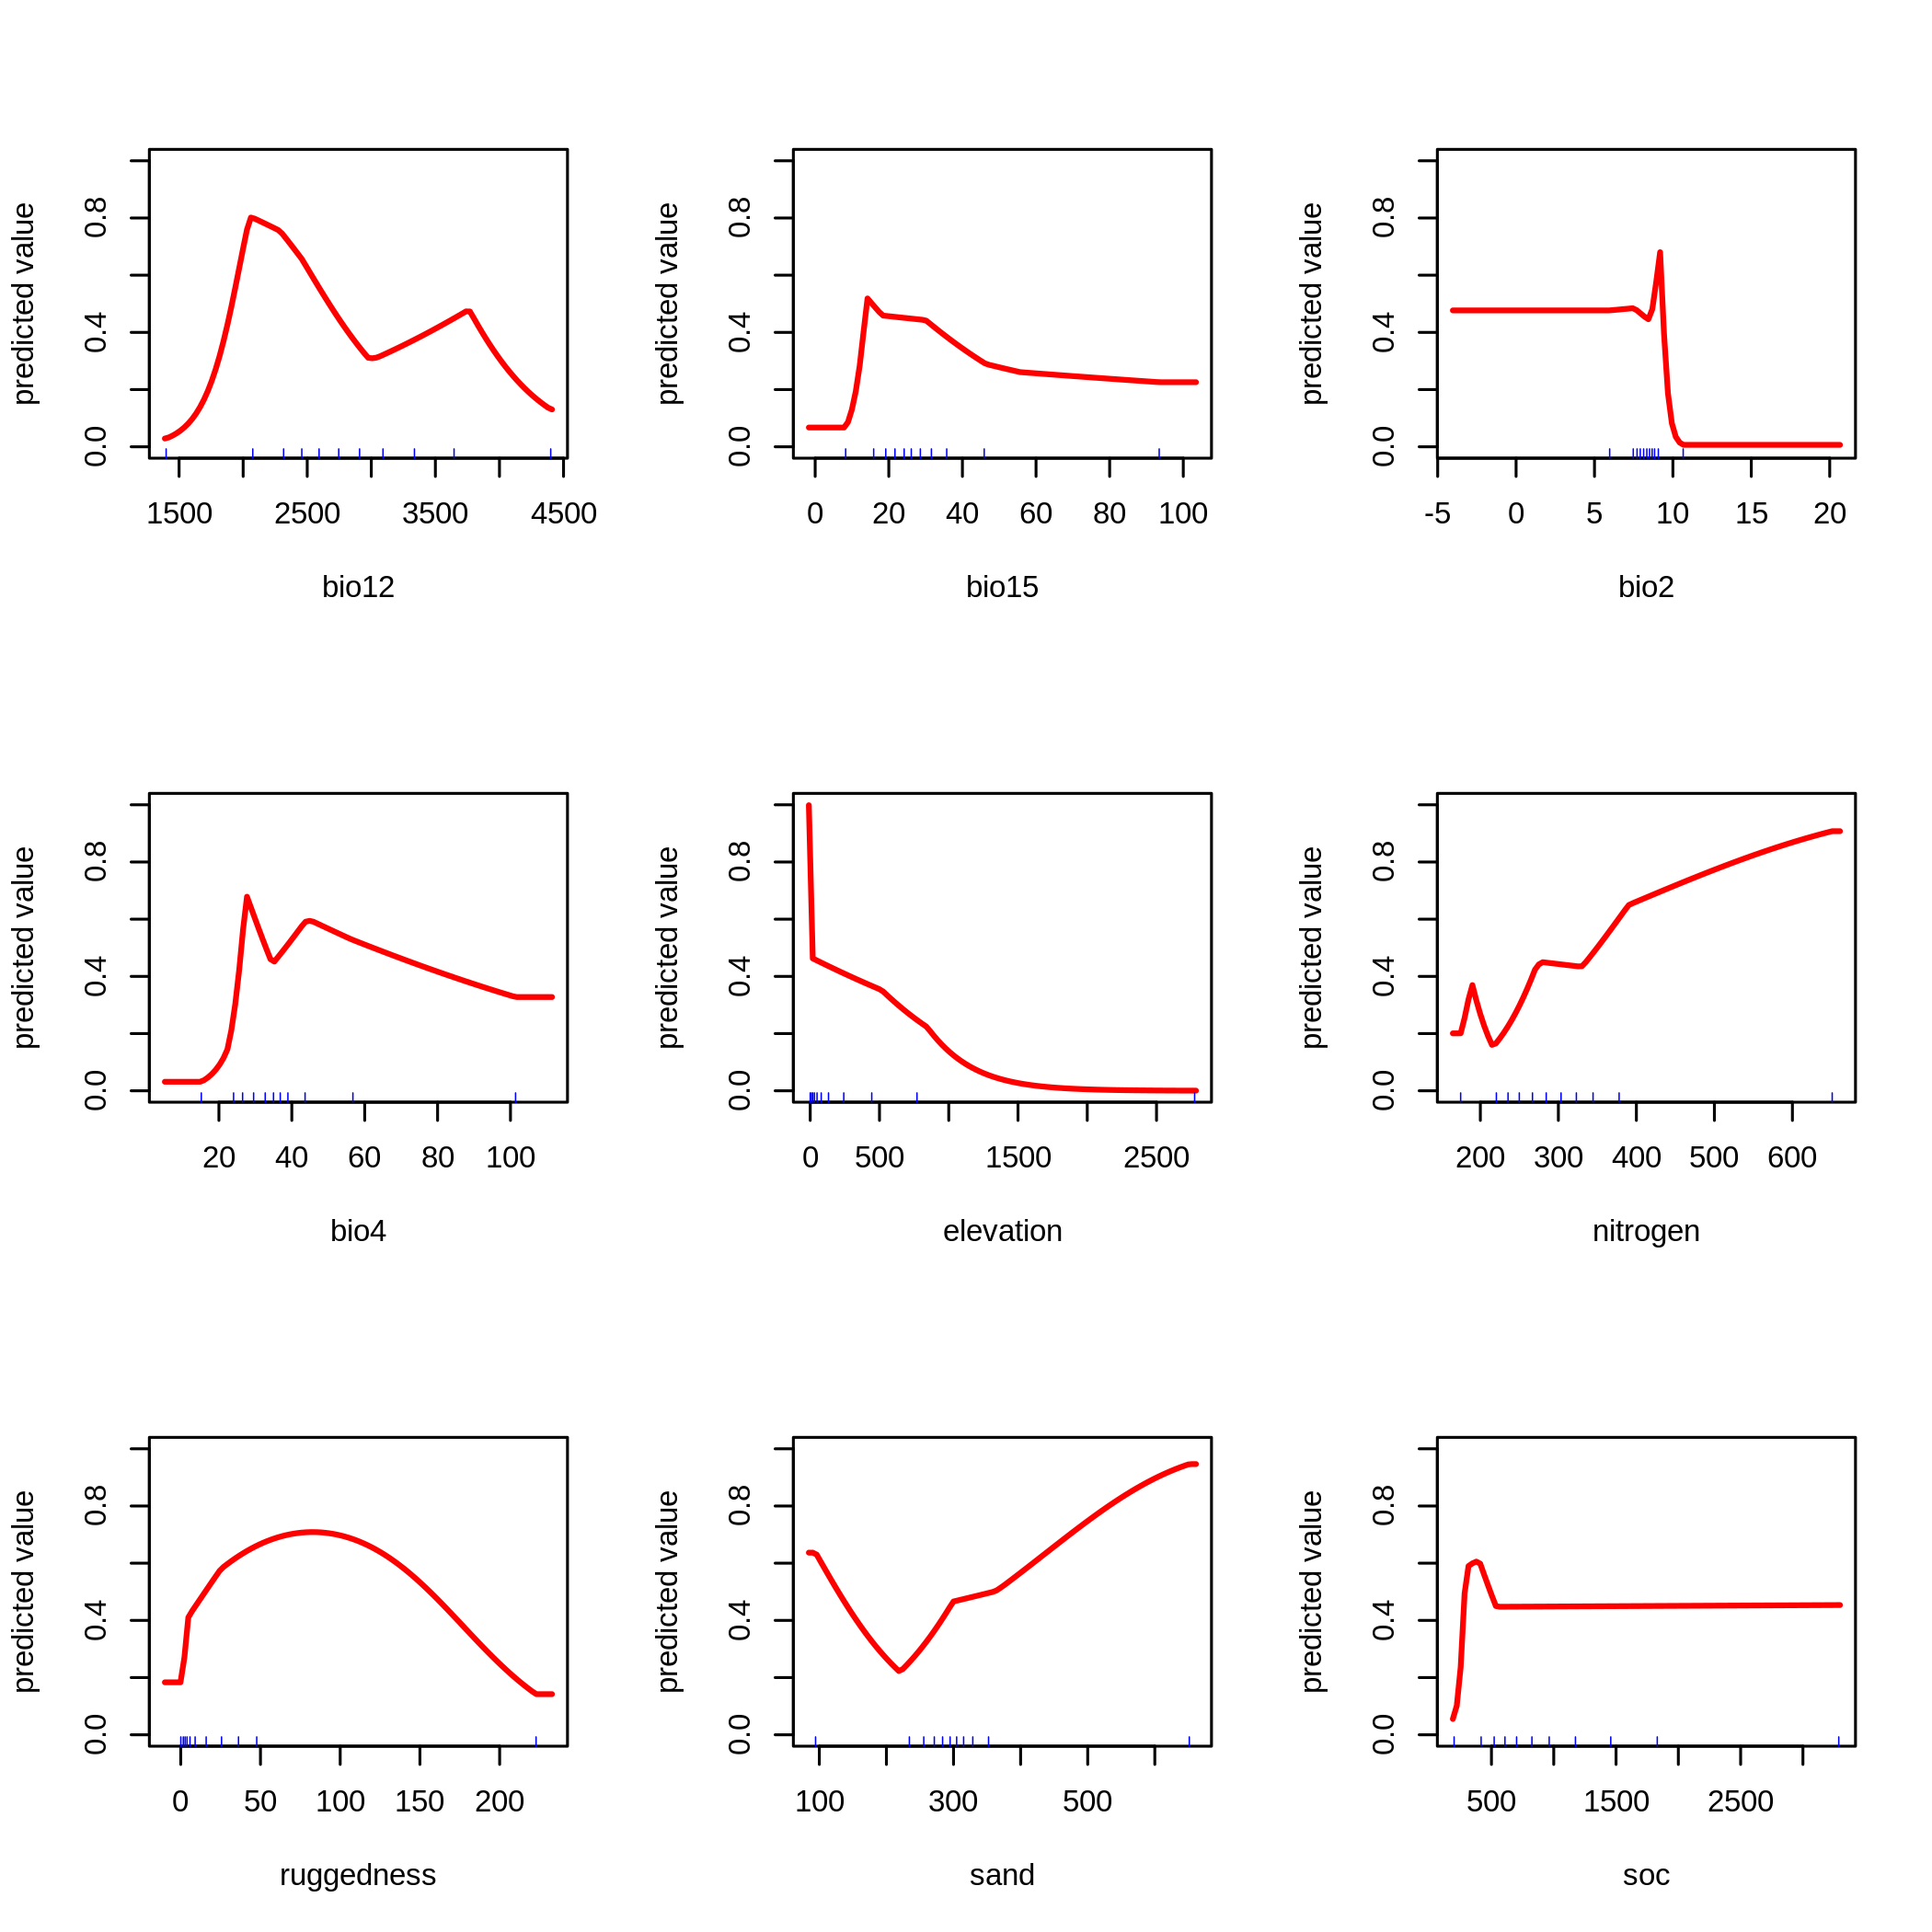 predicted value
0.0 0.4 0.8
1500 2500 3500 4500
bio12
predicted value
0.0 0.4 0.8
0 20 40 60 80 100
bio15
predicted value
0.0 0.4 0.8
-5 0 5 10 15 20
bio2
predicted value
0.0 0.4 0.8
20 40 60 80 100
bio4
predicted value
0.0 0.4 0.8
0 500 1500 2500
elevation
predicted value
0.0 0.4 0.8
200 300 400 500 600
nitrogen
predicted value
0.0 0.4 0.8
0 50 100 150 200
ruggedness
predicted value
0.0 0.4 0.8
100 300 500
sand
predicted value
0.0 0.4 0.8
500 1500 2500
soc